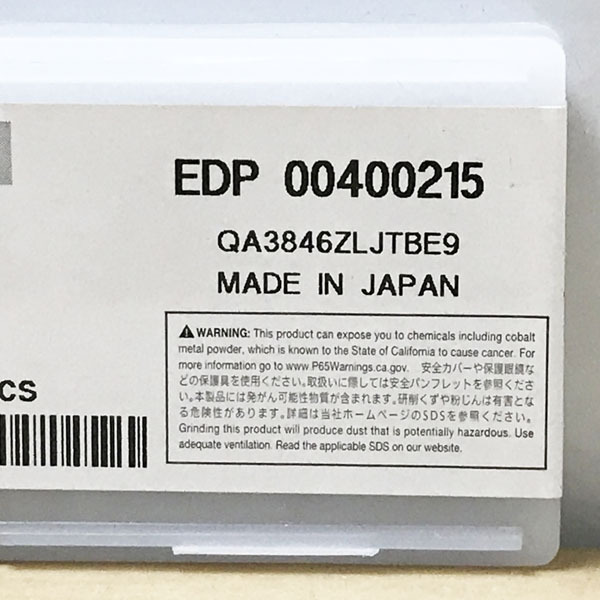 EDP 00400215
QA3846ZLJTBE9
MADE IN JAPAN
⚠ WARNING: This product can expose you to chemicals including cobalt
metal powder, which is known to the State of California to cause cancer. For
more information go to www.P65Warnings.ca.gov. 安全カバーや保護眼鏡な
どの保護具を使用ください。取扱いに際しては安全パンフレットを参照くださ
い。本製品には発がん可能性物質が含まれます。研削くずや粉じんは有害とな
る危険性があります。詳細は当社ホームページのSDSを参照ください。
Grinding this product will produce dust that is potentially hazardous. Use
adequate ventilation. Read the applicable SDS on our website.
cs